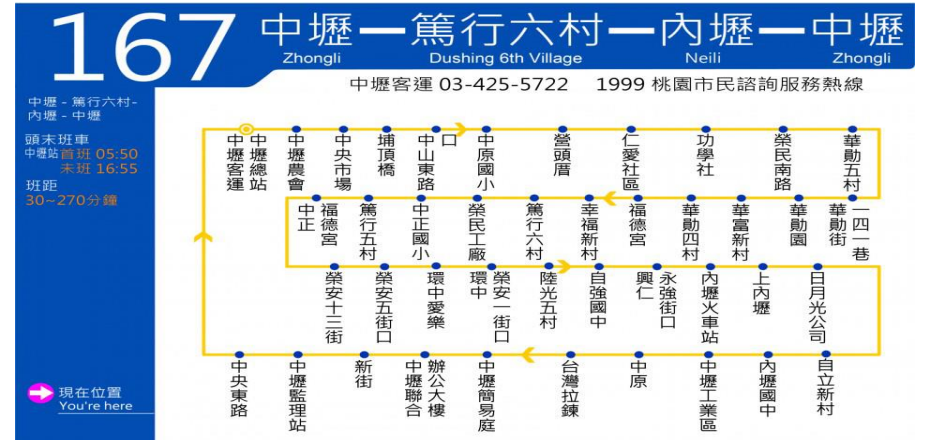 167
中壢—篤行六村—內壢—中壢
Zhongli Dushing 6th Village Neili Zhongli
中壢客運 03-425-5722 1999 桃園市民諮詢服務熱線
中壢 - 篤行六村-
內壢 - 中壢
頭末班車
中壢站 首班 05:50
末班 16:55
班距
30~270分鐘
現在位置
You're here
中壢客運
中壢總站
中壢農會
中央市場
埔頂橋
中山東路
口
中原國小
營頭厝
仁愛社區
功學社
榮民南路
華勛五村
華勛街
一四一巷
華勛園
華富新村
華勛四村
福德宮
幸福新村
篤行六村
榮民工廠
中正國小
篤行五村
中正
福德宮
榮安十三街
榮安五街口
環中愛樂
環中
榮安一街口
陸光五村
自強國中
興仁
永強街口
內壢火車站
上內壢
日月光公司
自立新村
內壢國中
中壢工業區
中原
台灣拉鍊
中壢簡易庭
中壢聯合
辦公大樓
新街
中壢監理站
中央東路